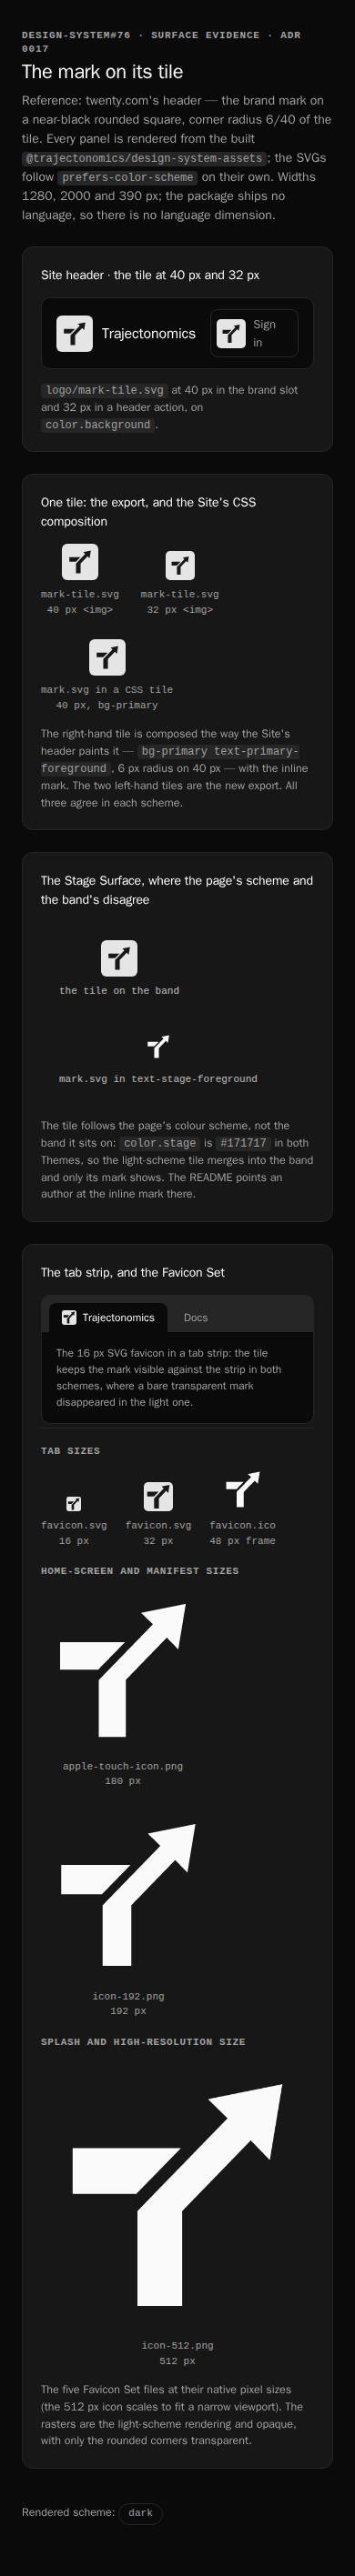 DESIGN-SYSTEM#76 · SURFACE EVIDENCE · ADR
0017
The mark on its tile
Reference: twenty.com's header — the brand mark on
a near-black rounded square, corner radius 6/40 of the
tile. Every panel is rendered from the built
@trajectonomics/design-system-assets; the SVGs
follow prefers-color-scheme on their own. Widths
1280, 2000 and 390 px; the package ships no
language, so there is no language dimension.
Site header · the tile at 40 px and 32 px
Trajectonomics
Sign
in
logo/mark-tile.svg at 40 px in the brand slot
and 32 px in a header action, on
color.background.
One tile: the export, and the Site's CSS
composition
mark-tile.svg
40 px <img>
mark-tile.svg
32 px <img>
mark.svg in a CSS tile
40 px, bg-primary
The right-hand tile is composed the way the Site's
header paints it — bg-primary text-primary-
foreground, 6 px radius on 40 px — with the inline
mark. The two left-hand tiles are the new export. All
three agree in each scheme.
The Stage Surface, where the page's scheme and
the band's disagree
the tile on the band
mark.svg in text-stage-foreground
The tile follows the page's colour scheme, not the
band it sits on: color.stage is #171717 in both
Themes, so the light-scheme tile merges into the band
and only its mark shows. The README points an
author at the inline mark there.
The tab strip, and the Favicon Set
Trajectonomics
Docs
The 16 px SVG favicon in a tab strip: the tile
keeps the mark visible against the strip in both
schemes, where a bare transparent mark
disappeared in the light one.
TAB SIZES
favicon.svg
16 px
favicon.svg
32 px
favicon.ico
48 px frame
HOME-SCREEN AND MANIFEST SIZES
apple-touch-icon.png
180 px
icon-192.png
192 px
SPLASH AND HIGH-RESOLUTION SIZE
icon-512.png
512 px
The five Favicon Set files at their native pixel sizes
(the 512 px icon scales to fit a narrow viewport). The
rasters are the light-scheme rendering and opaque,
with only the rounded corners transparent.
Rendered scheme: dark